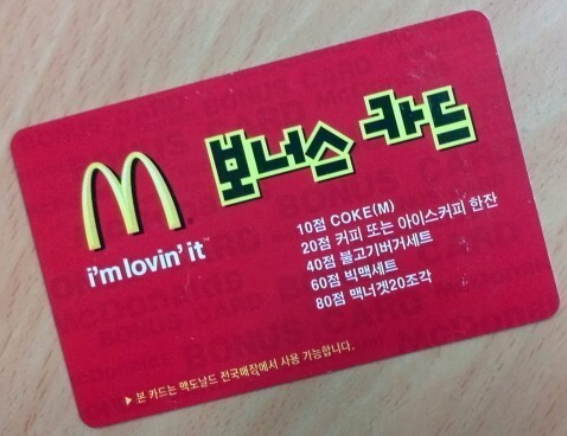 보너스 카드
M
i'm lovin' it™
10점 COKE(M)
20점 커피 또는 아이스커피 한잔
40점 불고기버거세트
60점 빅맥세트
80점 맥너겟20조각
▶ 본 카드는 맥도날드 전국매장에서 사용 가능합니다.